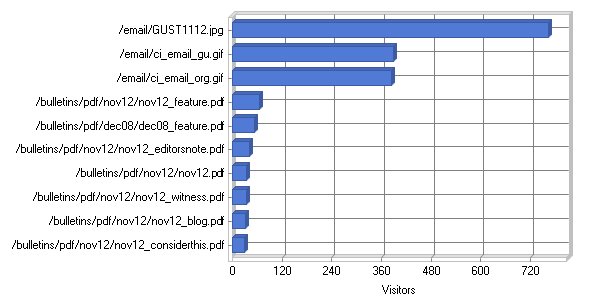 /email/GUST1112.jpg
/email/ci_email_gu.gif
/email/ci_email_org.gif
/bulletins/pdf/nov12/nov12_feature.pdf
/bulletins/pdf/dec08/dec08_feature.pdf
/bulletins/pdf/nov12/nov12_editorsnote.pdf
/bulletins/pdf/nov12/nov12.pdf
/bulletins/pdf/nov12/nov12_witness.pdf
/bulletins/pdf/nov12/nov12_blog.pdf
/bulletins/pdf/nov12/nov12_considerthis.pdf
0 120 240 360 480 600 720
Visitors